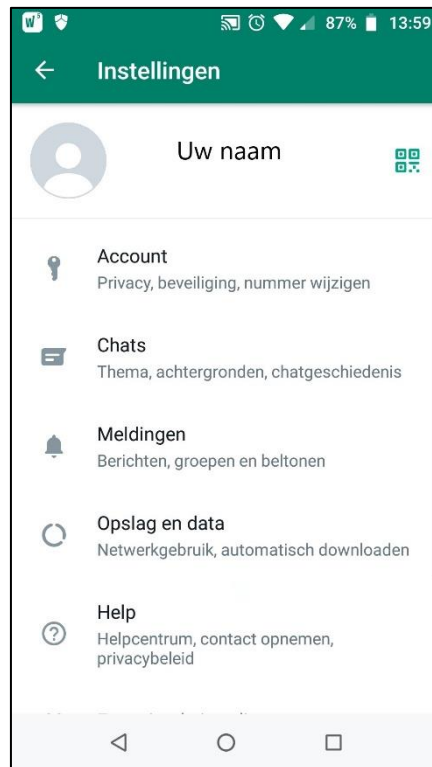 87% 13:59
Instellingen
Uw naam
Account
Privacy, beveiliging, nummer wijzigen
Chats
Thema, achtergronden, chatgeschiedenis
Meldingen
Berichten, groepen en beltonen
Opslag en data
Netwerkgebruik, automatisch downloaden
Help
Helpcentrum, contact opnemen,
privacybeleid